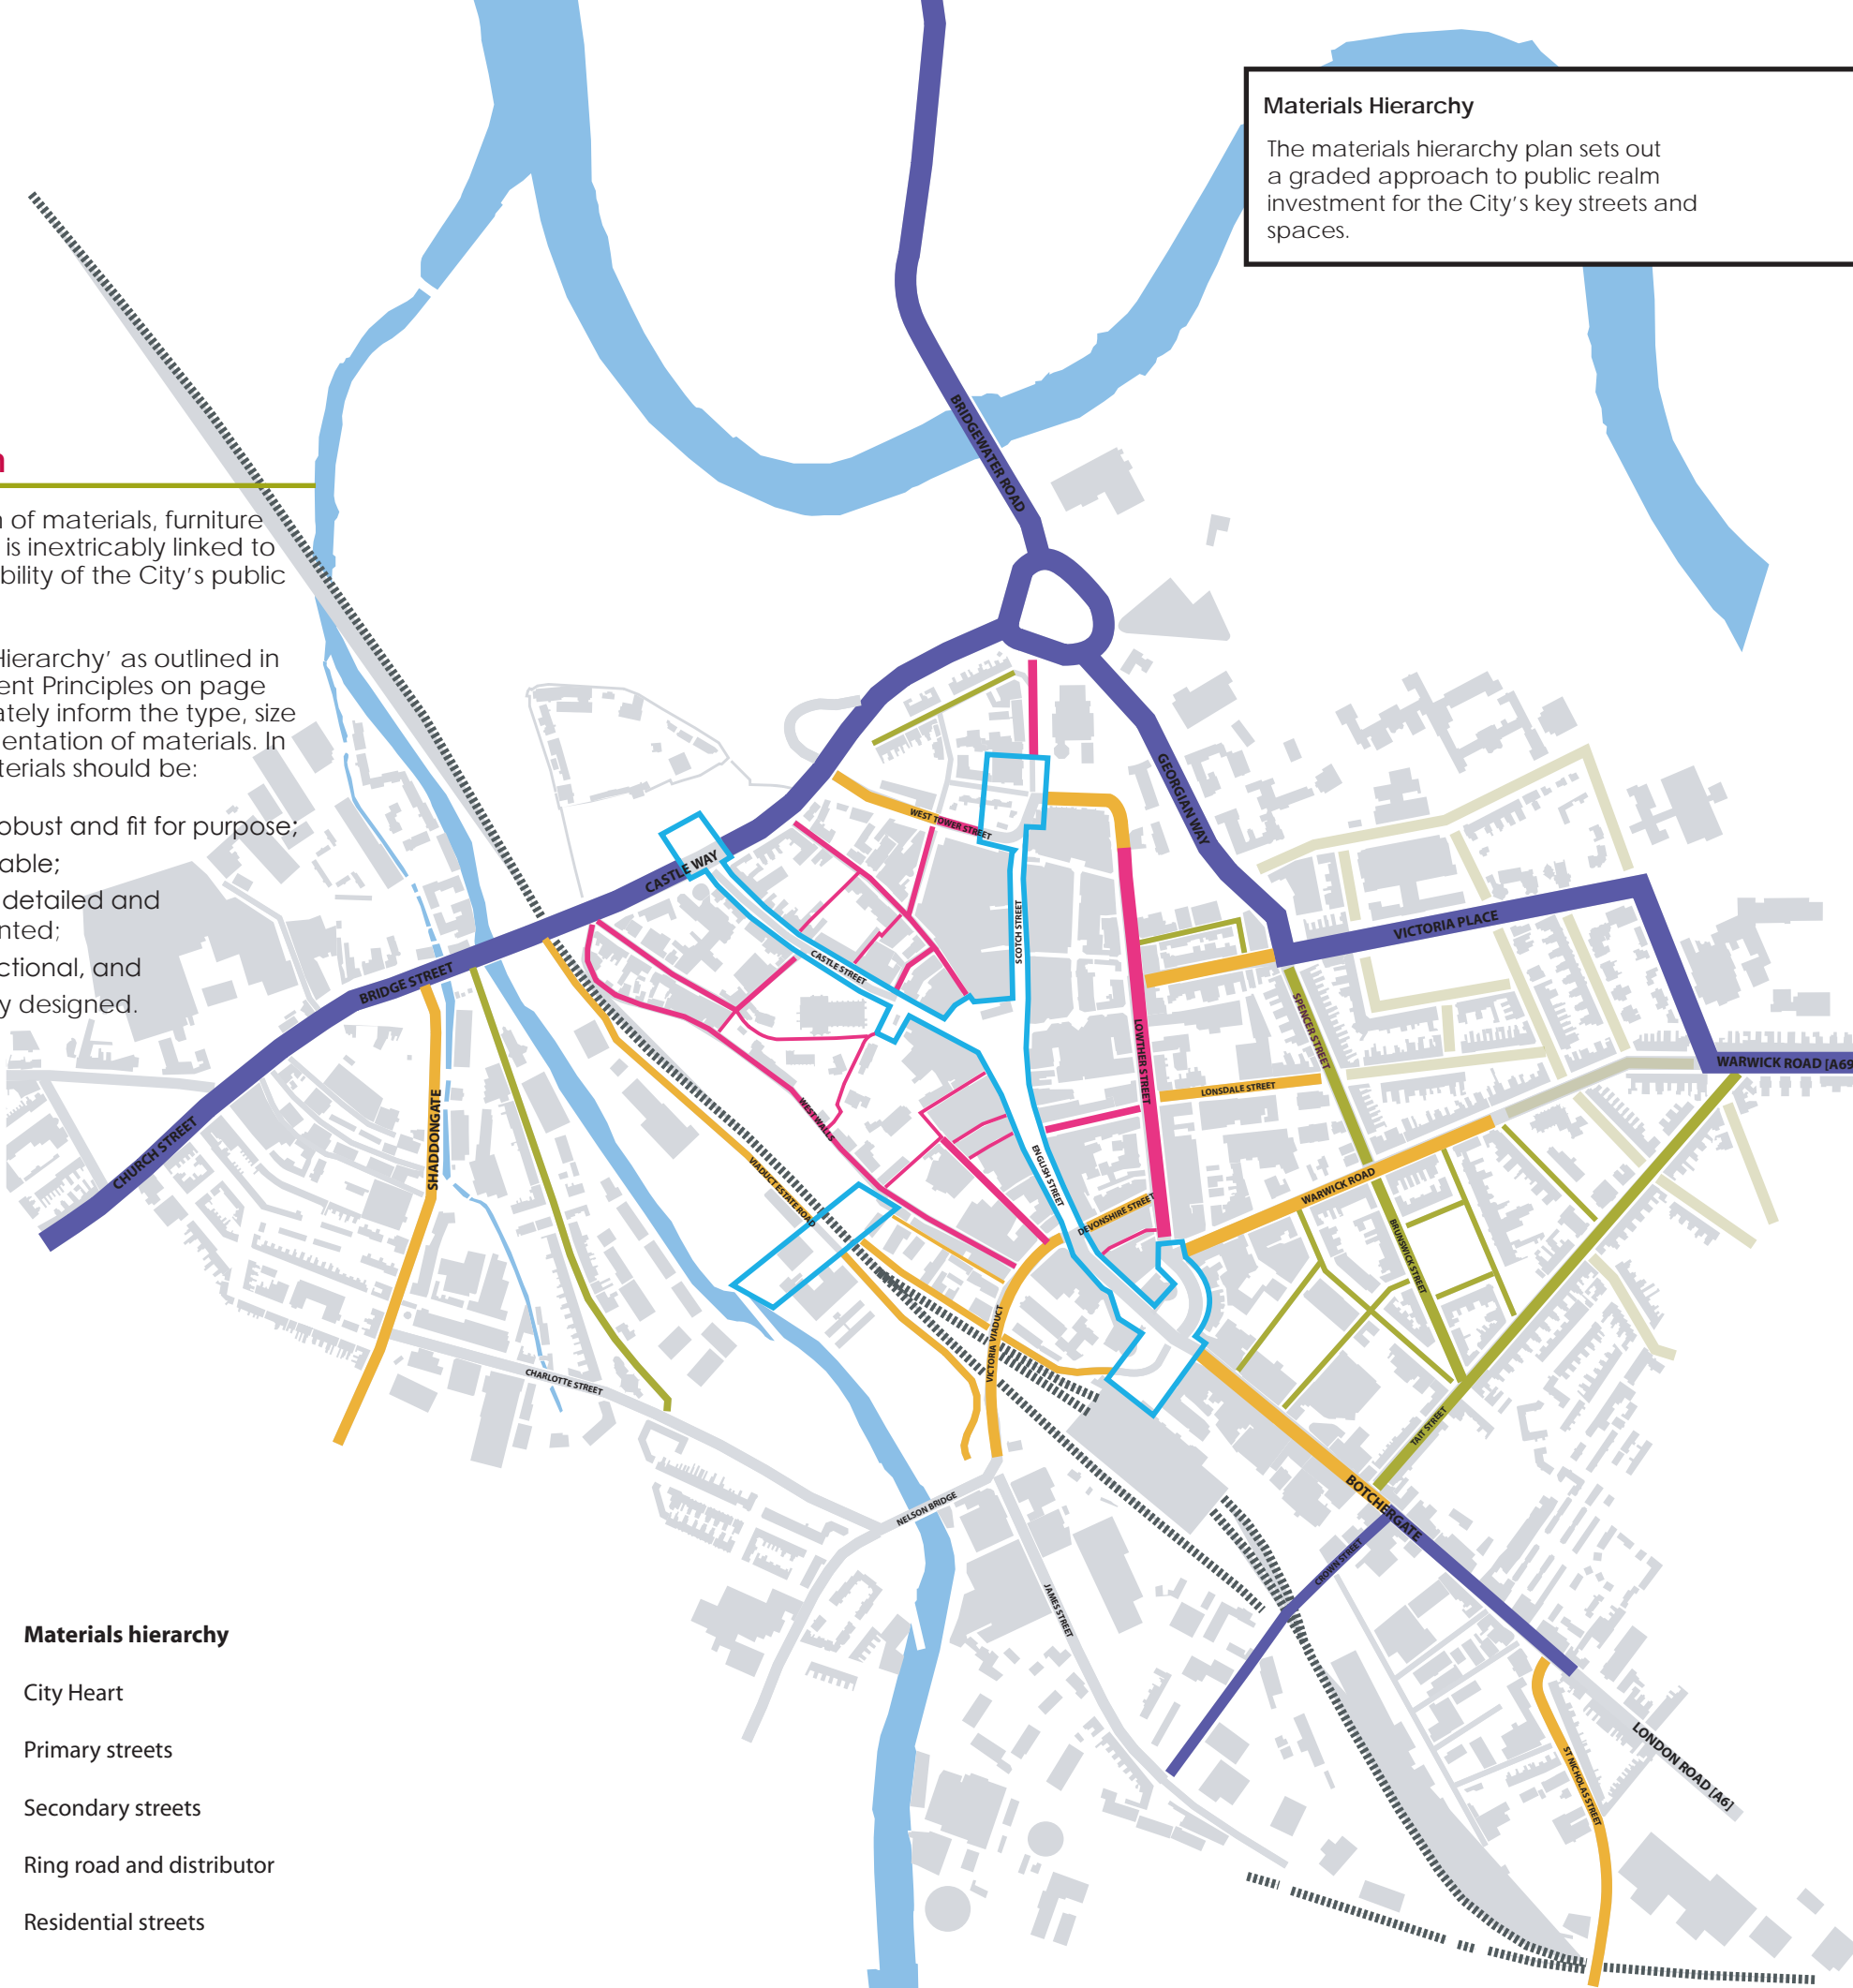 Materials Hierarchy
The materials hierarchy plan sets out
a graded approach to public realm
investment for the City's key streets and
spaces.
of materials, furniture
is inextricably linked to
bility of the City's public
Hierarchy' as outlined in
ent Principles on page
ately inform the type, size
entation of materials. In
terials should be:
obust and fit for purpose;
able;
detailed and
nted;
ctional, and
y designed.
BRIDGEWATER ROAD
GEORGIAN WAY
WEST TOWER STREET
CASTLE WAY
VICTORIA PLACE
SCOTCH STREET
CASTLE STREET
BRIDGE STREET
SPENCER STREET
LOWTHER STREET
WARWICK ROAD [A69
LONSDALE STREET
SHADDONGATE
CHURCH STREET
WEST WALLS
ENGLISH STREET
VIADUCT ESTATE ROAD
DEVONSHIRE STREET
WARWICK ROAD
BRUNSWICK STREET
VICTORIA VIADUCT
CHARLOTTE STREET
TAIT STREET
BOTCHERGATE
NELSON BRIDGE
CROWN STREET
JAMES STREET
LONDON ROAD [A6]
ST NICHOLAS STREET
Materials hierarchy
City Heart
Primary streets
Secondary streets
Ring road and distributor
Residential streets